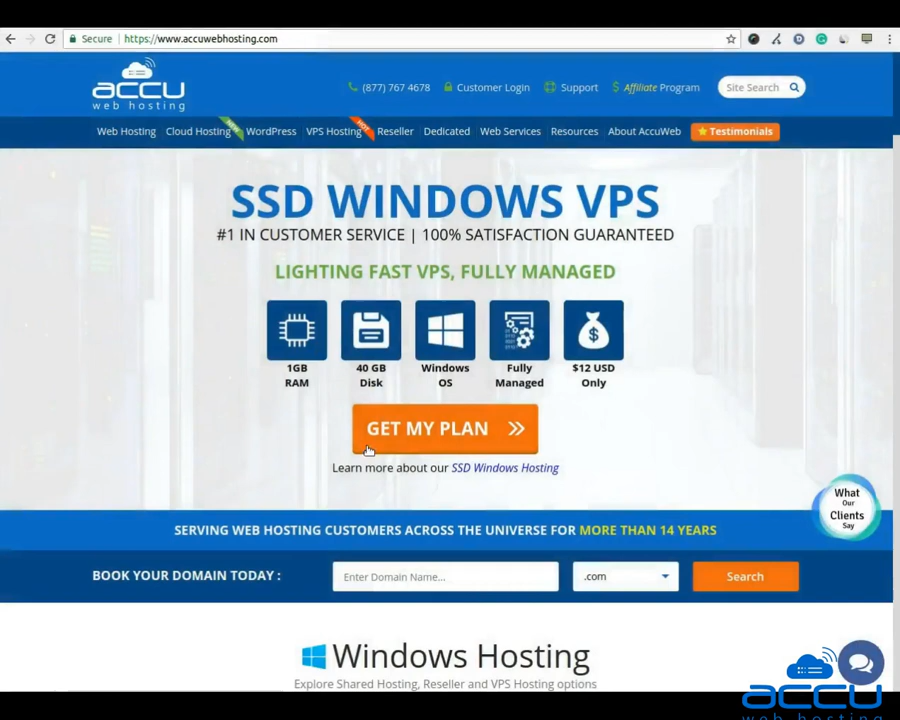 Secure https://www.accuwebhosting.com
accu
web hosting
(877) 767 4678 Customer Login Support Affiliate Program Site Search
Web Hosting Cloud Hosting NEW WordPress VPS Hosting HOT Reseller Dedicated Web Services Resources About AccuWeb Testimonials
SSD WINDOWS VPS
#1 IN CUSTOMER SERVICE | 100% SATISFACTION GUARANTEED
LIGHTING FAST VPS, FULLY MANAGED
1GB RAM
40 GB Disk
Windows OS
Fully Managed
$12 USD Only
GET MY PLAN
Learn more about our SSD Windows Hosting
What
Our
Clients
Say
SERVING WEB HOSTING CUSTOMERS ACROSS THE UNIVERSE FOR MORE THAN 14 YEARS
BOOK YOUR DOMAIN TODAY : Enter Domain Name... .com Search
Windows Hosting
Explore Shared Hosting, Reseller and VPS Hosting options
accu
web hosting